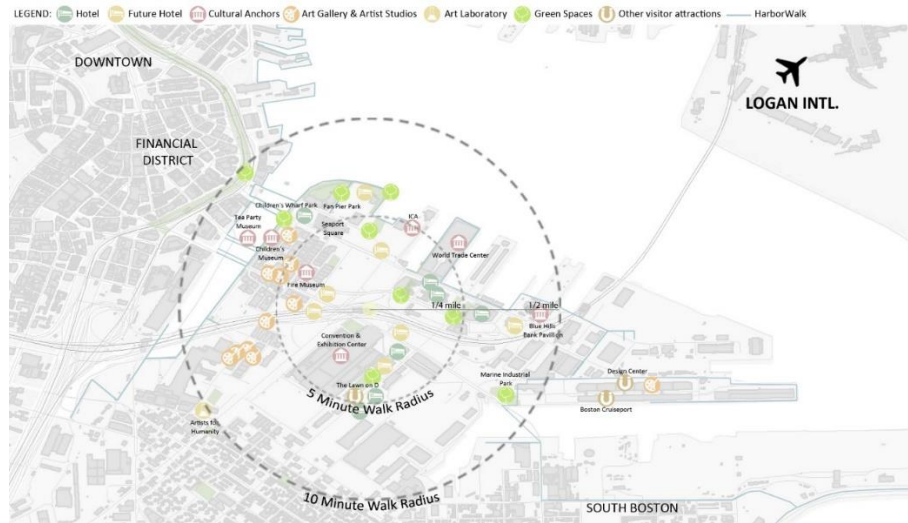 LEGEND: Hotel Future Hotel Cultural Anchors Art Gallery & Artist Studios Art Laboratory Green Spaces Other visitor attractions HarborWalk
DOWNTOWN
LOGAN INTL.
FINANCIAL
DISTRICT
Children's Wharf Park
Fan Pier Park
Tea Party
Museum
Seaport
Square
ICA
Children's
Museum
World Trade Center
Fire Museum
1/4 mile
1/2 mile
Blue Hills
Bank Pavilion
Convention &
Exhibition Center
Marine Industrial
Park
Design Center
The Lawn on D
5 Minute Walk Radius
Boston Cruiseport
Artists for
Humanity
10 Minute Walk Radius
SOUTH BOSTON